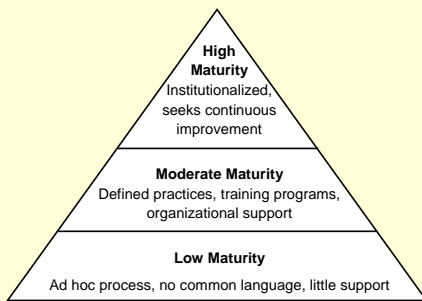 High
Maturity
Institutionalized,
seeks continuous
improvement
Moderate Maturity
Defined practices, training programs,
organizational support
Low Maturity
Ad hoc process, no common language, little support